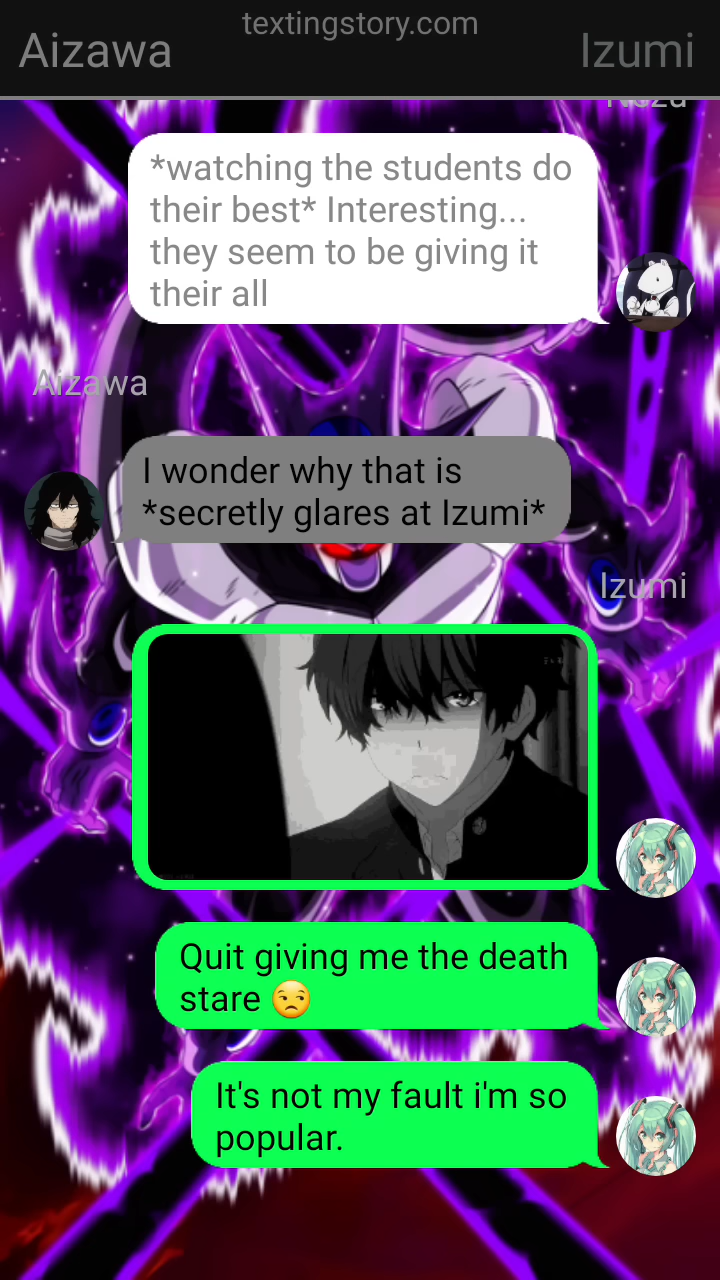 textingstory.com
Aizawa
Izumi
Nezu
*watching the students do
their best* Interesting...
they seem to be giving it
their all
Aizawa
I wonder why that is
*secretly glares at Izumi*
Izumi
Quit giving me the death
stare 😒
It's not my fault i'm so
popular.